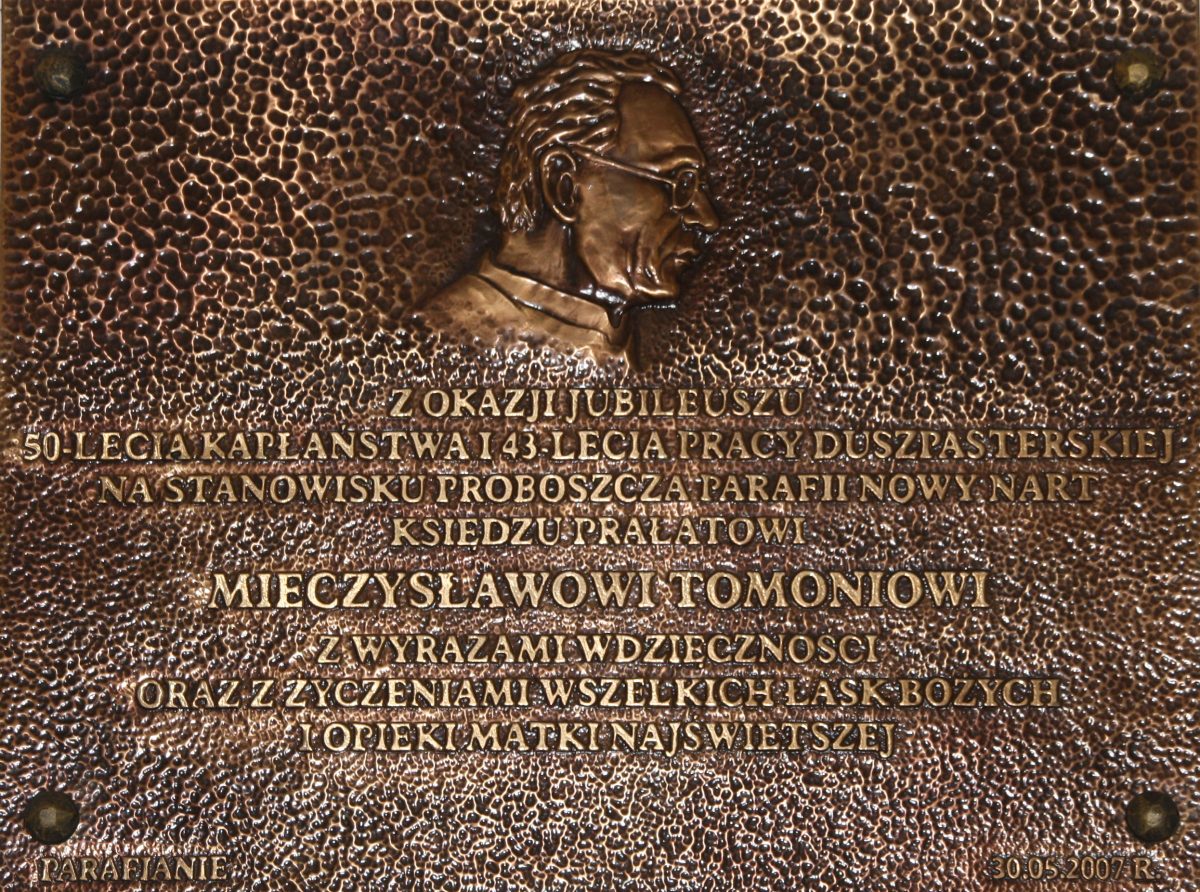 Z OKAZJI JUBILEUSZU
50-LECIA KAPŁAŃSTWA I 43-LECIA PRACY DUSZPASTERSKIEJ
NA STANOWISKU PROBOSZCZA PARAFII NOWY NART
KSIĘDZU PRAŁATOWI
MIECZYSŁAWOWI TOMONIOWI
Z WYRAZAMI WDZIĘCZNOŚCI
ORAZ Z ŻYCZENIAMI WSZELKICH ŁASK BOŻYCH
I OPIEKI MATKI NAJŚWIĘTSZEJ
PARAFIANIE
30.05.2007 R.